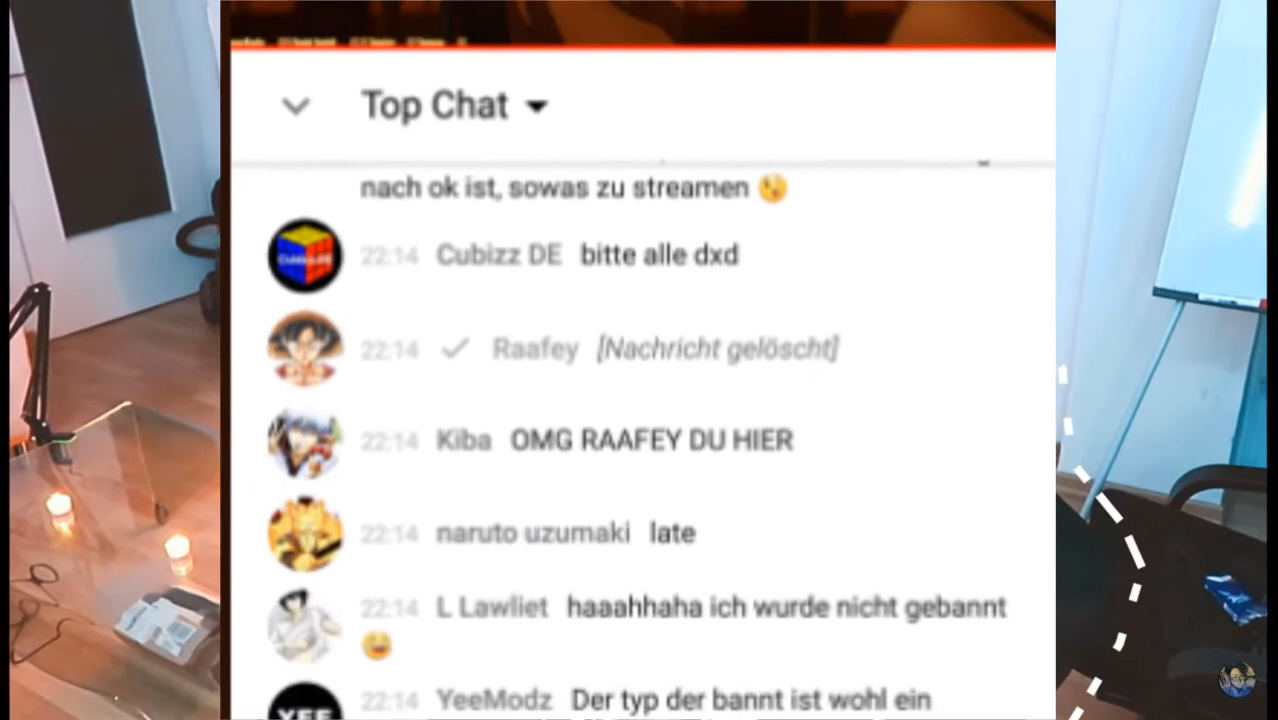 Top Chat
nach ok ist, sowas zu streamen 😲
22:14 Cubizz DE bitte alle dxd
22:14 ✓ Raafey [Nachricht gelöscht]
22:14 Kiba OMG RAAFEY DU HIER
22:14 naruto uzumaki late
22:14 L Lawliet haaahhaha ich wurde nicht gebannt
😂
YEE
22:14 YeeModz Der typ der bannt ist wohl ein